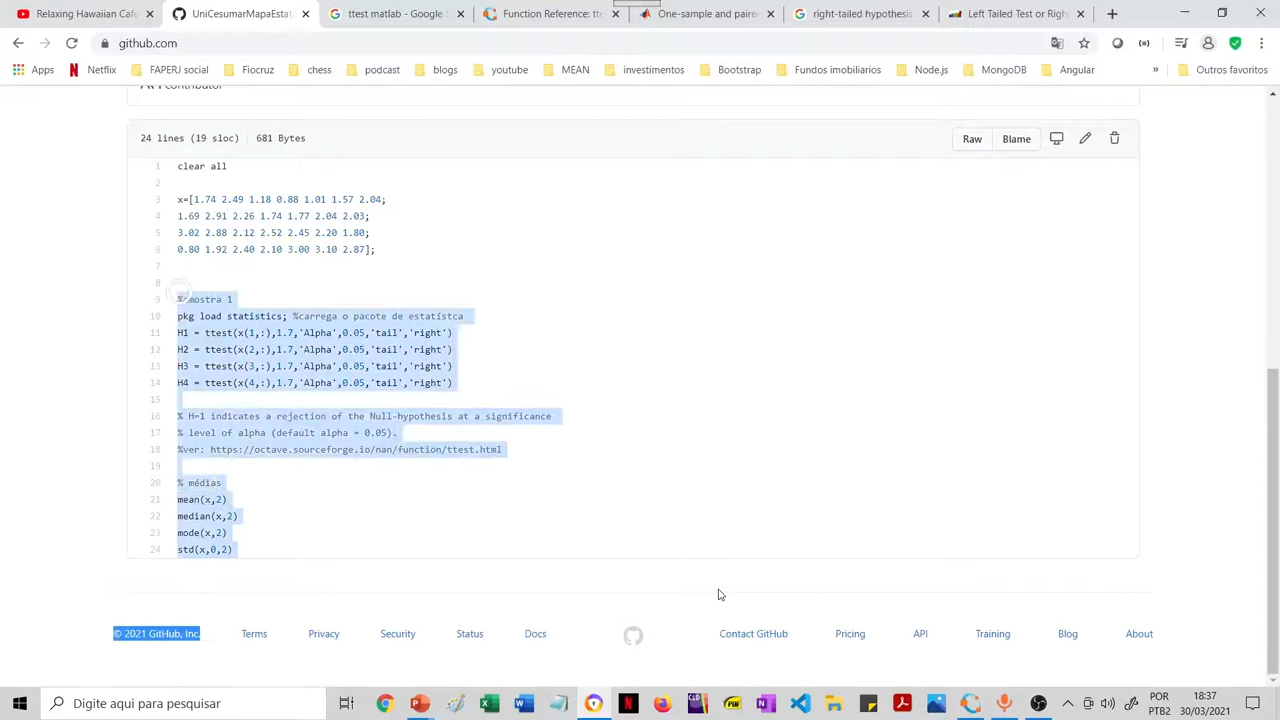 Relaxing Hawaiian Cafe
UniCesumarMapaEstat
ttest matlab - Google S
Function Reference: tte
One-sample and paire
right-tailed hypothesis
Left Tailed Test or Righ
github.com
Apps
Netflix
FAPERJ social
Fiocruz
chess
podcast
blogs
youtube
MEAN
investimentos
Bootstrap
Fundos imobiliarios
Node.js
MongoDB
Angular
»
Outros favoritos
contributor
24 lines (19 sloc) 681 Bytes
Raw
Blame
1 clear all
2
3 x=[1.74 2.49 1.18 0.88 1.01 1.57 2.04;
4 1.69 2.91 2.26 1.74 1.77 2.04 2.03;
5 3.02 2.88 2.12 2.52 2.45 2.20 1.80;
6 0.80 1.92 2.40 2.10 3.00 3.10 2.87];
7
8
9 %amostra 1
10 pkg load statistics; %carrega o pacote de estatístca
11 H1 = ttest(x(1,:),1.7,'Alpha',0.05,'tail','right')
12 H2 = ttest(x(2,:),1.7,'Alpha',0.05,'tail','right')
13 H3 = ttest(x(3,:),1.7,'Alpha',0.05,'tail','right')
14 H4 = ttest(x(4,:),1.7,'Alpha',0.05,'tail','right')
15
16 % H=1 indicates a rejection of the Null-hypothesis at a significance
17 % level of alpha (default alpha = 0.05).
18 %ver: https://octave.sourceforge.io/nan/function/ttest.html
19
20 % médias
21 mean(x,2)
22 median(x,2)
23 mode(x,2)
24 std(x,0,2)
© 2021 GitHub, Inc.
Terms
Privacy
Security
Status
Docs
Contact GitHub
Pricing
API
Training
Blog
About
Digite aqui para pesquisar
POR
PTB2
18:37
30/03/2021